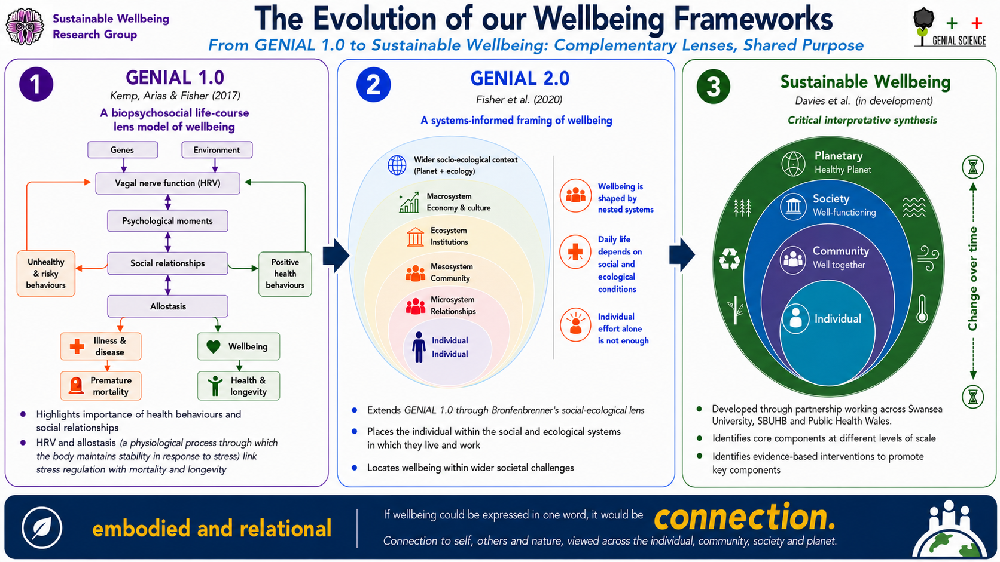 Sustainable Wellbeing
Research Group
The Evolution of our Wellbeing Frameworks
From GENIAL 1.0 to Sustainable Wellbeing: Complementary Lenses, Shared Purpose
GENIAL SCIENCE
1
GENIAL 1.0
Kemp, Arias & Fisher (2017)
A biopsychosocial life-course
lens model of wellbeing
Genes
Environment
Vagal nerve function (HRV)
Psychological moments
Social relationships
Unhealthy
& risky
behaviours
Positive
health
behaviours
Allostasis
Illness &
disease
Wellbeing
Premature
mortality
Health &
longevity
• Highlights importance of health behaviours and
social relationships
• HRV and allostasis (a physiological process through which
the body maintains stability in response to stress) link
stress regulation with mortality and longevity
2
GENIAL 2.0
Fisher et al. (2020)
A systems-informed framing of wellbeing
Wider socio-ecological context
(Planet + ecology)
Macrosystem
Economy & culture
Ecosystem
Institutions
Mesosystem
Community
Microsystem
Relationships
Individual
Individual
Wellbeing is
shaped by
nested systems
Daily life
depends on
social and
ecological
conditions
Individual
effort alone
is not enough
• Extends GENIAL 1.0 through Bronfenbrenner's social-ecological lens
• Places the individual within the social and ecological systems
in which they live and work
• Locates wellbeing within wider societal challenges
3
Sustainable Wellbeing
Davies et al. (in development)
Critical interpretative synthesis
Planetary
Healthy Planet
Society
Well-functioning
Community
Well together
Individual
Change over time
• Developed through partnership working across Swansea
University, SBUHB and Public Health Wales.
• Identifies core components at different levels of scale
• Identifies evidence-based interventions to promote
key components
embodied and relational
If wellbeing could be expressed in one word, it would be connection.
Connection to self, others and nature, viewed across the individual, community, society and planet.